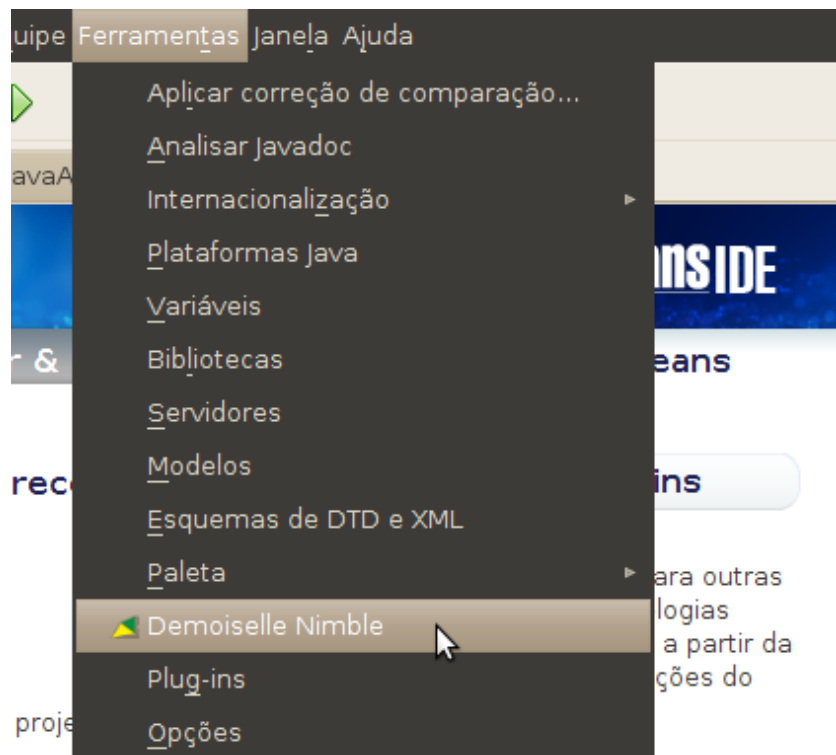 uipe Ferramentas Janela Ajuda
Aplicar correção de comparação...
Analisar Javadoc
avaA
Internacionalização
Plataformas Java
IDE
Variáveis
r & eans
Bibliotecas
Servidores
Modelos
rec ins
Esquemas de DTD e XML
Paleta
ara outras
logias
Demoiselle Nimble
a partir da
Plug-ins
ções do
proje
Opções